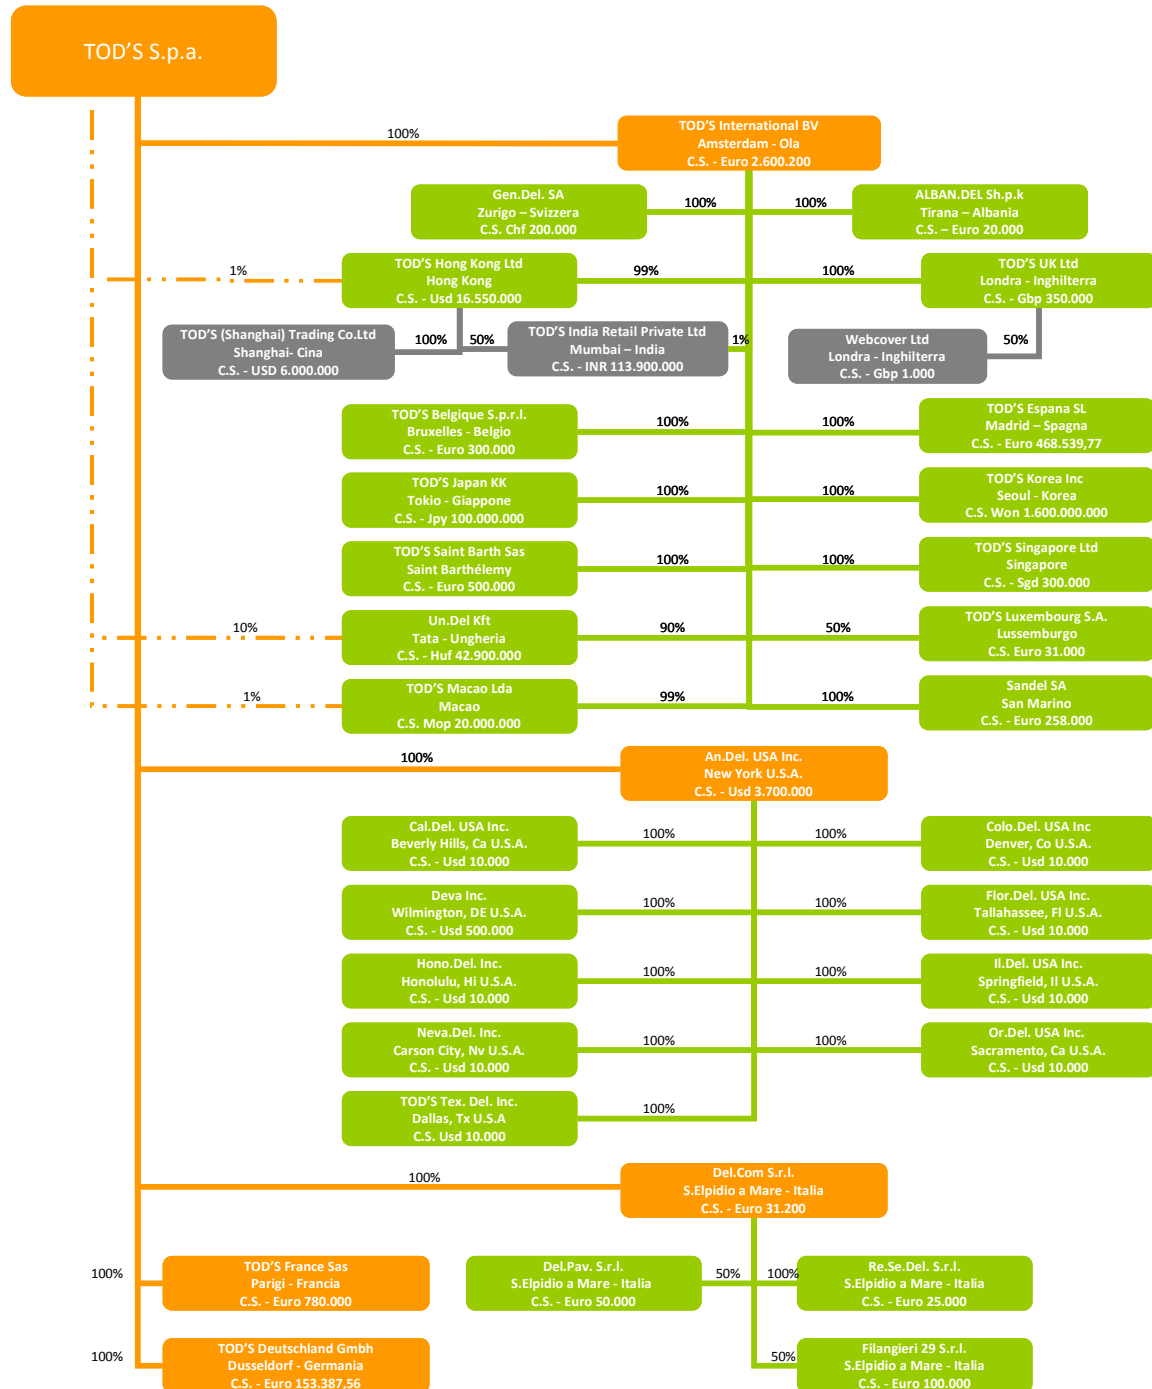 TOD'S S.p.a.
100%
TOD'S International BV
Amsterdam - Ola
C.S. - Euro 2.600.200
Gen.Del. SA
Zurigo – Svizzera
C.S. Chf 200.000
100%
100%
ALBAN.DEL Sh.p.k
Tirana – Albania
C.S. – Euro 20.000
1%
TOD'S Hong Kong Ltd
Hong Kong
C.S. - Usd 16.550.000
99%
100%
TOD'S UK Ltd
Londra - Inghilterra
C.S. - Gbp 350.000
TOD'S (Shanghai) Trading Co.Ltd
Shanghai- Cina
C.S. - USD 6.000.000
100%
50%
TOD'S India Retail Private Ltd
Mumbai – India
C.S. - INR 113.900.000
1%
Webcover Ltd
Londra - Inghilterra
C.S. - Gbp 1.000
50%
TOD'S Belgique S.p.r.l.
Bruxelles - Belgio
C.S. - Euro 300.000
100%
100%
TOD'S Espana SL
Madrid – Spagna
C.S. - Euro 468.539,77
TOD'S Japan KK
Tokio - Giappone
C.S. - Jpy 100.000.000
100%
100%
TOD'S Korea Inc
Seoul - Korea
C.S. Won 1.600.000.000
TOD'S Saint Barth Sas
Saint Barthélemy
C.S. - Euro 500.000
100%
100%
TOD'S Singapore Ltd
Singapore
C.S. - Sgd 300.000
10%
Un.Del Kft
Tata - Ungheria
C.S. - Huf 42.900.000
90%
50%
TOD'S Luxembourg S.A.
Lussemburgo
C.S. Euro 31.000
1%
TOD'S Macao Lda
Macao
C.S. Mop 20.000.000
99%
100%
Sandel SA
San Marino
C.S. - Euro 258.000
100%
An.Del. USA Inc.
New York U.S.A.
C.S. - Usd 3.700.000
Cal.Del. USA Inc.
Beverly Hills, Ca U.S.A.
C.S. - Usd 10.000
100%
100%
Colo.Del. USA Inc
Denver, Co U.S.A.
C.S. - Usd 10.000
Deva Inc.
Wilmington, DE U.S.A.
C.S. - Usd 500.000
100%
100%
Flor.Del. USA Inc.
Tallahassee, Fl U.S.A.
C.S. - Usd 10.000
Hono.Del. Inc.
Honolulu, Hi U.S.A.
C.S. - Usd 10.000
100%
100%
Il.Del. USA Inc.
Springfield, Il U.S.A.
C.S. - Usd 10.000
Neva.Del. Inc.
Carson City, Nv U.S.A.
C.S. - Usd 10.000
100%
100%
Or.Del. USA Inc.
Sacramento, Ca U.S.A.
C.S. - Usd 10.000
TOD'S Tex. Del. Inc.
Dallas, Tx U.S.A
C.S. Usd 10.000
100%
100%
Del.Com S.r.l.
S.Elpidio a Mare - Italia
C.S. - Euro 31.200
100%
TOD'S France Sas
Parigi - Francia
C.S. - Euro 780.000
Del.Pav. S.r.l.
S.Elpidio a Mare - Italia
C.S. - Euro 50.000
50%
100%
Re.Se.Del. S.r.l.
S.Elpidio a Mare - Italia
C.S. - Euro 25.000
100%
TOD'S Deutschland Gmbh
Dusseldorf - Germania
C.S. - Euro 153.387,56
50%
Filangieri 29 S.r.l.
S.Elpidio a Mare - Italia
C.S. - Euro 100.000